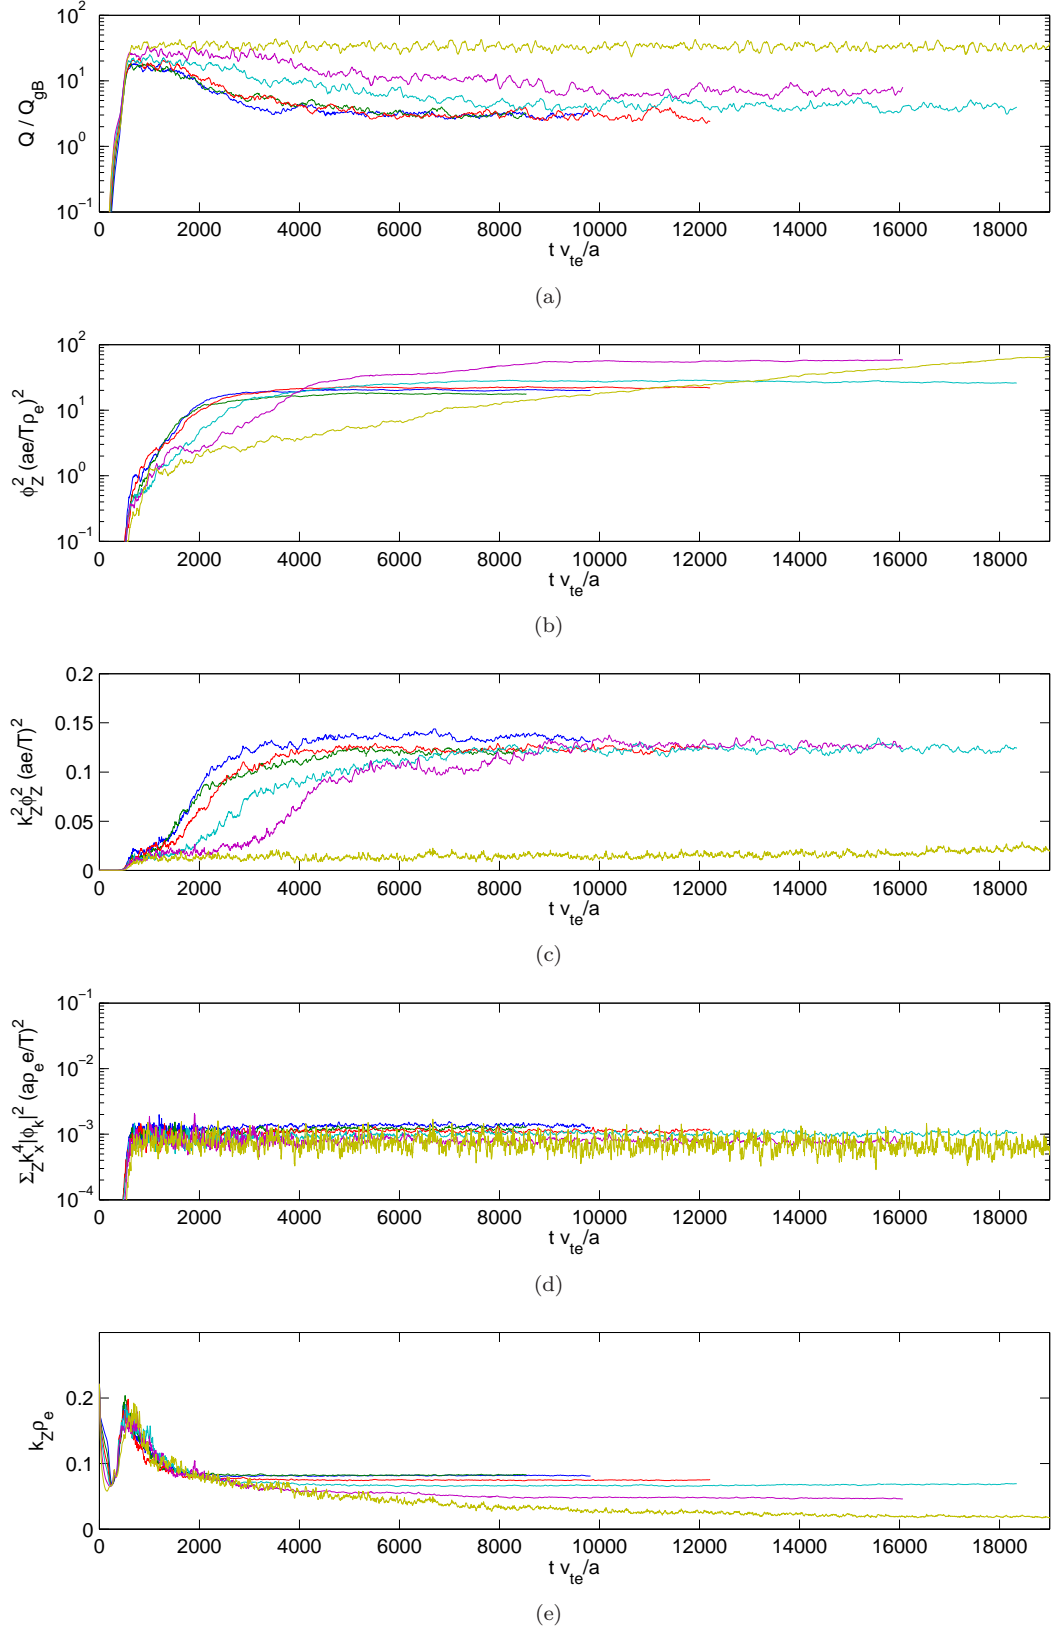 10^2
10^1
10^0
10^−1
Q / Q_gB
0 2000 4000 6000 8000 10000 12000 14000 16000 18000
t v_te/a
(a)
10^2
10^1
10^0
10^−1
ϕ_Z^2 (ae/Tρ_e)^2
0 2000 4000 6000 8000 10000 12000 14000 16000 18000
t v_te/a
(b)
0.2
0.15
0.1
0.05
0
k_Z^2ϕ_Z^2 (ae/T)^2
0 2000 4000 6000 8000 10000 12000 14000 16000 18000
t v_te/a
(c)
10^−1
10^−2
10^−3
10^−4
Σ_Z k_x^4|ϕ_k|^2 (aρ_e e/T)^2
0 2000 4000 6000 8000 10000 12000 14000 16000 18000
t v_te/a
(d)
0.2
0.1
0
k_Zρ_e
0 2000 4000 6000 8000 10000 12000 14000 16000 18000
t v_te/a
(e)